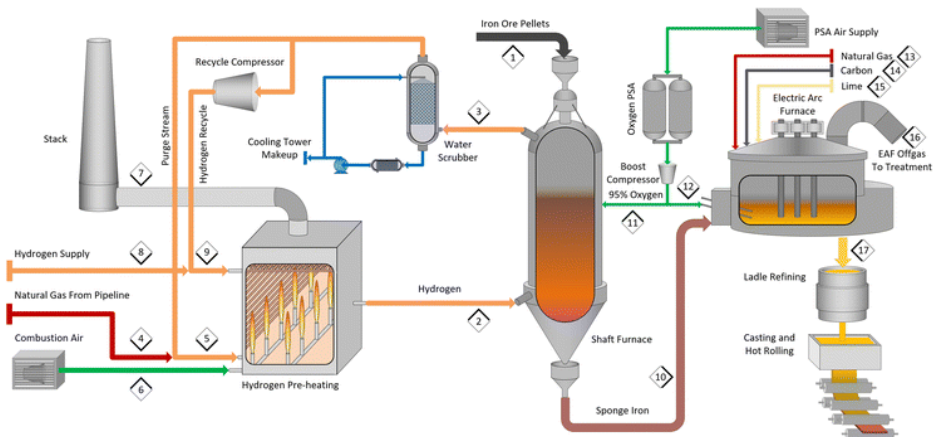 Iron Ore Pellets
1
PSA Air Supply
Natural Gas
13
Carbon
14
Lime
15
Recycle Compressor
Purge Stream
Hydrogen Recycle
Cooling Tower
Makeup
3
Water
Scrubber
Oxygen PSA
Electric Arc
Furnace
16
EAF Offgas
To Treatment
Stack
7
Boost
Compressor
95% Oxygen
12
11
Hydrogen Supply
8
9
17
Ladle Refining
Natural Gas From Pipeline
Hydrogen
2
4
5
Combustion Air
6
Hydrogen Pre-heating
Shaft Furnace
Casting and
Hot Rolling
10
Sponge Iron